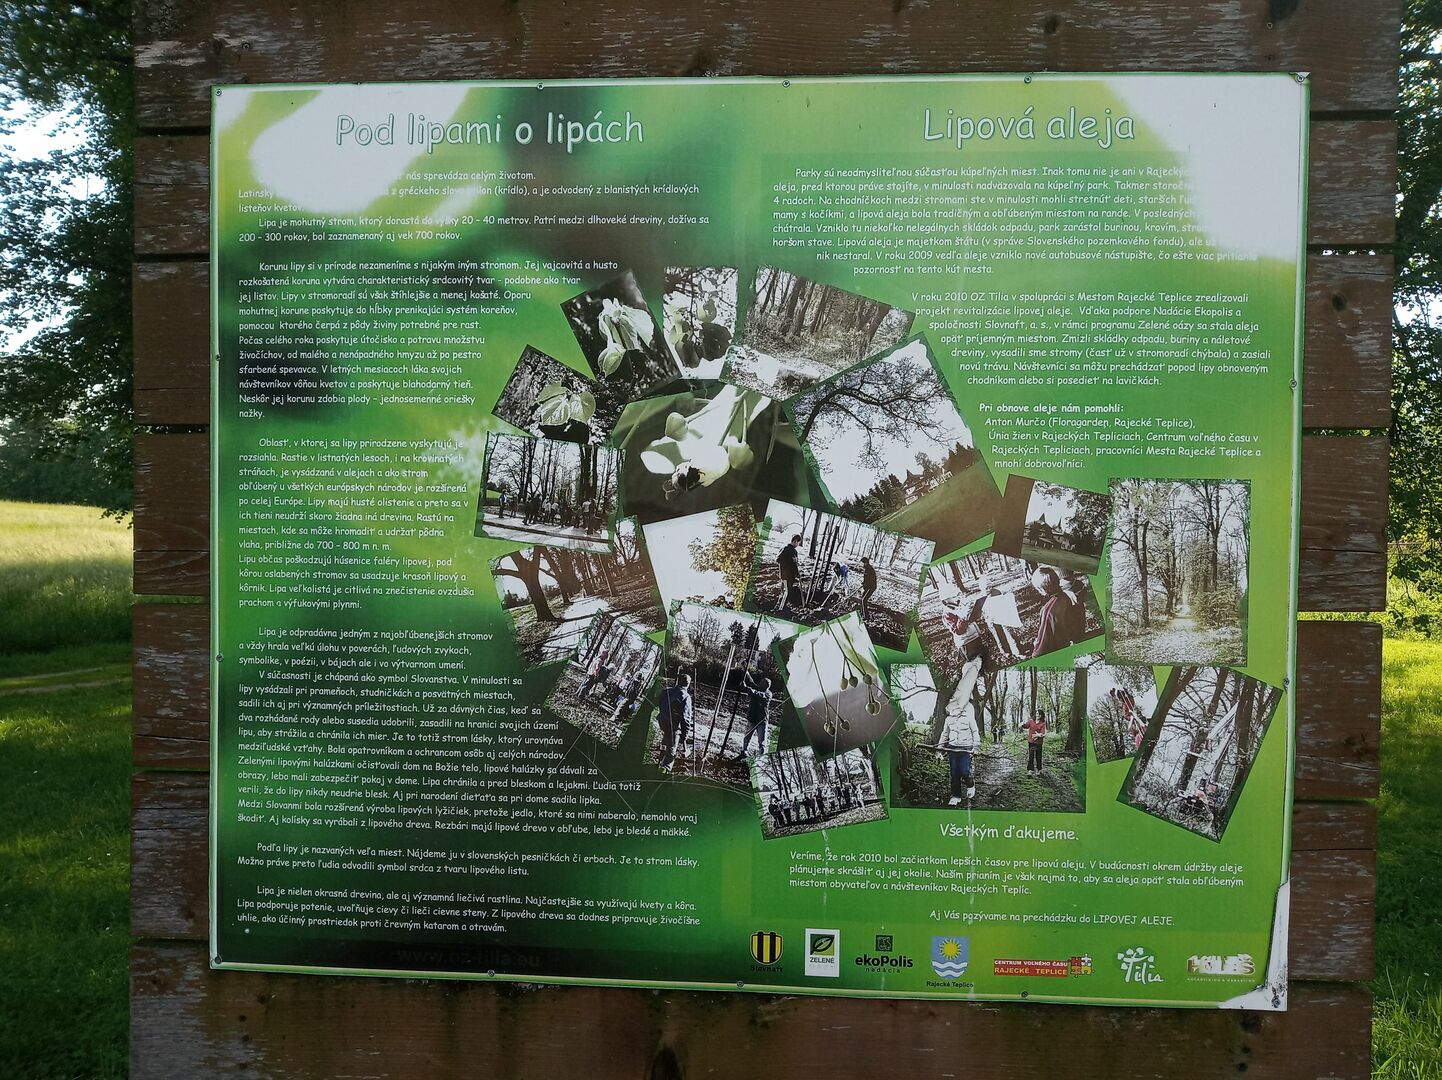 Pod lipami o lipách
nás sprevádza celým životom.
Latinsky z gréckeho slova ptilon (krídlo), a je odvodený z blanistých krídlových
listeňov kvetov.
Lipa je mohutný strom, ktorý dorastá do výšky 20 - 40 metrov. Patrí medzi dlhoveké dreviny, dožíva sa
200 - 300 rokov, bol zaznamenaný aj vek 700 rokov.
Korunu lipy si v prírode nezameníme s nijakým iným stromom. Jej vajcovitá a husto
rozkošatená koruna vytvára charakteristický srdcovitý tvar - podobne ako tvar
jej listov. Lipy v stromoradí sú však štíhlejšie a menej košaté. Oporu
mohutnej korune poskytuje do hĺbky prenikajúci systém koreňov,
pomocou ktorého čerpá z pôdy živiny potrebné pre rast.
Počas celého roka poskytuje útočisko a potravu množstvu
živočíchov, od malého a nenápadného hmyzu až po pestro
sfarbené spevavce. V letných mesiacoch láka svojich
návštevníkov vôňou kvetov a poskytuje blahodarný tieň.
Neskôr jej korunu zdobia plody - jednosemenné oriešky
nažky.
Oblasť, v ktorej sa lipy prirodzene vyskytujú je
rozsiahla. Rastie v listnatých lesoch, i na krovinatých
stráňach, je vysádzaná v alejach a ako strom
obľúbený u všetkých európskych národov je rozšírená
po celej Európe. Lipy majú husté olistenie a preto sa v
ich tieni neudrží skoro žiadna iná drevina. Rastú na
miestach, kde sa môže hromadiť a udržať pôdna
vlaha, približne do 700 - 800 m n. m.
Lipu občas poškodzujú húsenice faléry lipovej, pod
kôrou oslabených stromov sa usadzuje krasoň lipový a
kôrnik. Lipa veľkolistá je citlivá na znečistenie ovzdušia
prachom a výfukovými plynmi.
Lipa je odpradávna jedným z najobľúbenejších stromov
a vždy hrala veľkú úlohu v poverách, ľudových zvykoch,
symbolike, v poézii, v bájach ale i vo výtvarnom umení.
V súčasnosti je chápaná ako symbol Slovanstva. V minulosti sa
lipy vysádzali pri prameňoch, studničkách a posvätných miestach,
sadili ich aj pri významných príležitostiach. Už za dávnych čias, keď sa
dva rozhádané rody alebo susedia udobrili, zasadili na hranici svojich území
lipu, aby strážila a chránila ich mier. Je to totiž strom lásky, ktorý urovnáva
medziľudské vzťahy. Bola opatrovníkom a ochrancom osôb aj celých národov.
Zelenými lipovými halúzkami očisťovali dom na Božie telo, lipové halúzky sa dávali za
obrazy, lebo mali zabezpečiť pokoj v dome. Lipa chránila a pred bleskom a lejakmi. Ľudia totiž
verili, že do lipy nikdy neudrie blesk. Aj pri narodení dieťaťa sa pri dome sadila lipka.
Medzi Slovanmi bola rozšírená výroba lipových lyžičiek, pretože jedlo, ktoré sa nimi naberalo, nemohlo vraj
škodiť. Aj kolísky sa vyrábali z lipového dreva. Rezbári majú lipové drevo v obľube, lebo je bledé a mäkké.
Podľa lipy je nazvaných veľa miest. Nájdeme ju v slovenských pesničkách či erboch. Je to strom lásky.
Možno práve preto ľudia odvodili symbol srdca z tvaru lipového listu.
Lipa je nielen okrasná drevina, ale aj významná liečivá rastlina. Najčastejšie sa využívajú kvety a kôra.
Lipa podporuje potenie, uvoľňuje cievy či lieči cievne steny. Z lipového dreva sa dodnes pripravuje živočíšne
uhlie, ako účinný prostriedok proti črevným katarom a otravám.
www.oz-tilia.eu
Lipová aleja
Parky sú neodmysliteľnou súčasťou kúpeľných miest. Inak tomu nie je ani v Rajeckých
aleja, pred ktorou práve stojíte, v minulosti nadväzovala na kúpeľný park. Takmer storočná
4 radoch. Na chodníčkoch medzi stromami ste v minulosti mohli stretnúť deti, starších
mamy s kočíkmi, a lipová aleja bola tradičným a obľúbeným miestom na rande. V posledných
chátrala. Vzniklo tu niekoľko nelegálnych skládok odpadu, park zarástol burinou, krovím,
horšom stave. Lipová aleja je majetkom štátu (v správe Slovenského pozemkového fondu), ale už
nik nestaral. V roku 2009 vedľa aleje vzniklo nové autobusové nástupište, čo ešte viac pritiahlo
pozornosť na tento kút mesta.
V roku 2010 OZ Tilia v spolupráci s Mestom Rajecké Teplice zrealizovali
projekt revitalizácie lipovej aleje. Vďaka podpore Nadácie Ekopolis a
spoločnosti Slovnaft, a. s., v rámci programu Zelené oázy sa stala aleja
opäť príjemným miestom. Zmizli skládky odpadu, buriny a náletové
dreviny, vysadili sme stromy (časť už v stromoradí chýbala) a zasiali
novú trávu. Návštevníci sa môžu prechádzať popod lipy obnoveným
chodníkom alebo si posedieť na lavičkách.
Pri obnove aleje nám pomohli:
Anton Murčo (Floragarden, Rajecké Teplice),
Únia žien v Rajeckých Tepliciach, Centrum voľného času v
Rajeckých Tepliciach, pracovníci Mesta Rajecké Teplice a
mnohí dobrovoľníci.
Všetkým ďakujeme.
Veríme, že rok 2010 bol začiatkom lepších časov pre lipovú aleju. V budúcnosti okrem údržby aleje
plánujeme skrášliť aj jej okolie. Našim prianím je však najmä to, aby sa aleja opäť stala obľúbeným
miestom obyvateľov a návštevníkov Rajeckých Teplíc.
Aj Vás pozývame na prechádzku do LIPOVEJ ALEJE.
Slovnaft
ZELENÉ
ekoPolis
nadácia
Rajecké Teplice
CENTRUM VOĽNÉHO ČASU
RAJECKÉ TEPLICE
Tilia